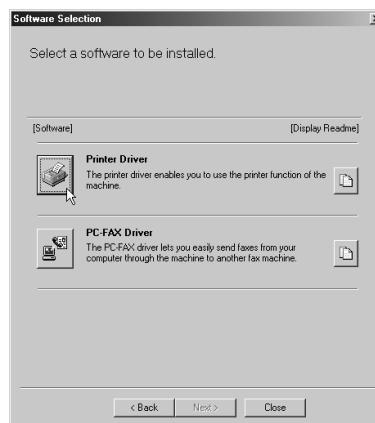 Software Selection
Select a software to be installed.
[Software] [Display Readme]
Printer Driver
The printer driver enables you to use the printer function of the
machine.
PC-FAX Driver
The PC-FAX driver lets you easily send faxes from your
computer through the machine to another fax machine.
< Back Next > Close